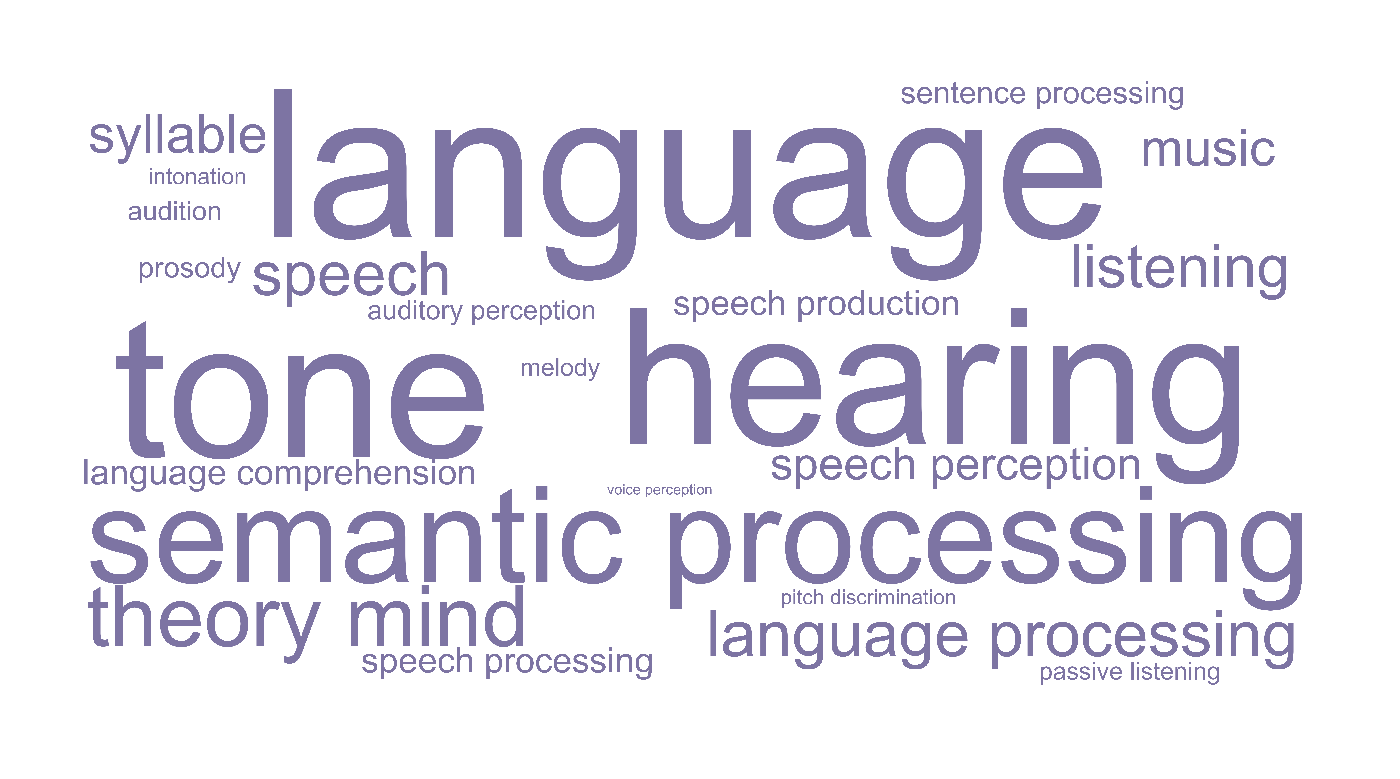 sentence processing
syllable
language
music
intonation
audition
prosody
speech
listening
auditory perception
speech production
tone
melody
hearing
language comprehension
speech perception
voice perception
semantic processing
theory mind
pitch discrimination
language processing
speech processing
passive listening